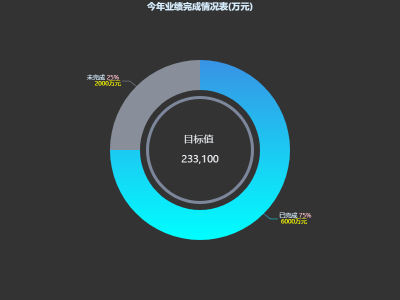 今年业绩完成情况表(万元)
未完成 25%
2000万元
目标值
233,100
已完成 75%
6000万元